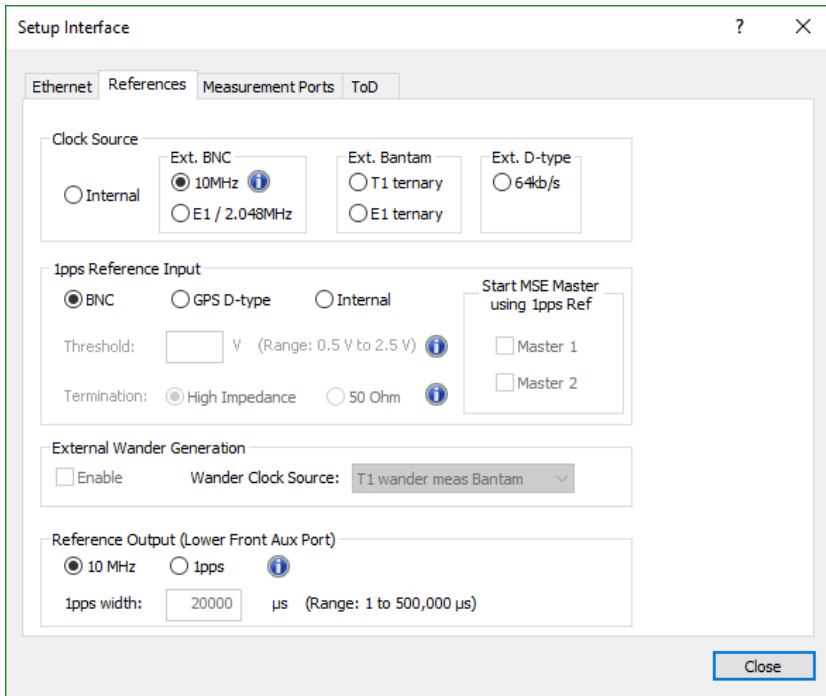 Setup Interface ?
Ethernet References Measurement Ports ToD
Clock Source
Ext. BNC Ext. Bantam Ext. D-type
Internal 10MHz T1 ternary 64kb/s
E1 / 2.048MHz E1 ternary
1pps Reference Input
BNC GPS D-type Internal
Start MSE Master
using 1pps Ref
Threshold: V (Range: 0.5 V to 2.5 V)
Master 1
Master 2
Termination: High Impedance 50 Ohm
External Wander Generation
Enable Wander Clock Source: T1 wander meas Bantam
Reference Output (Lower Front Aux Port)
10 MHz 1pps
1pps width: 20000 µs (Range: 1 to 500,000 µs)
Close